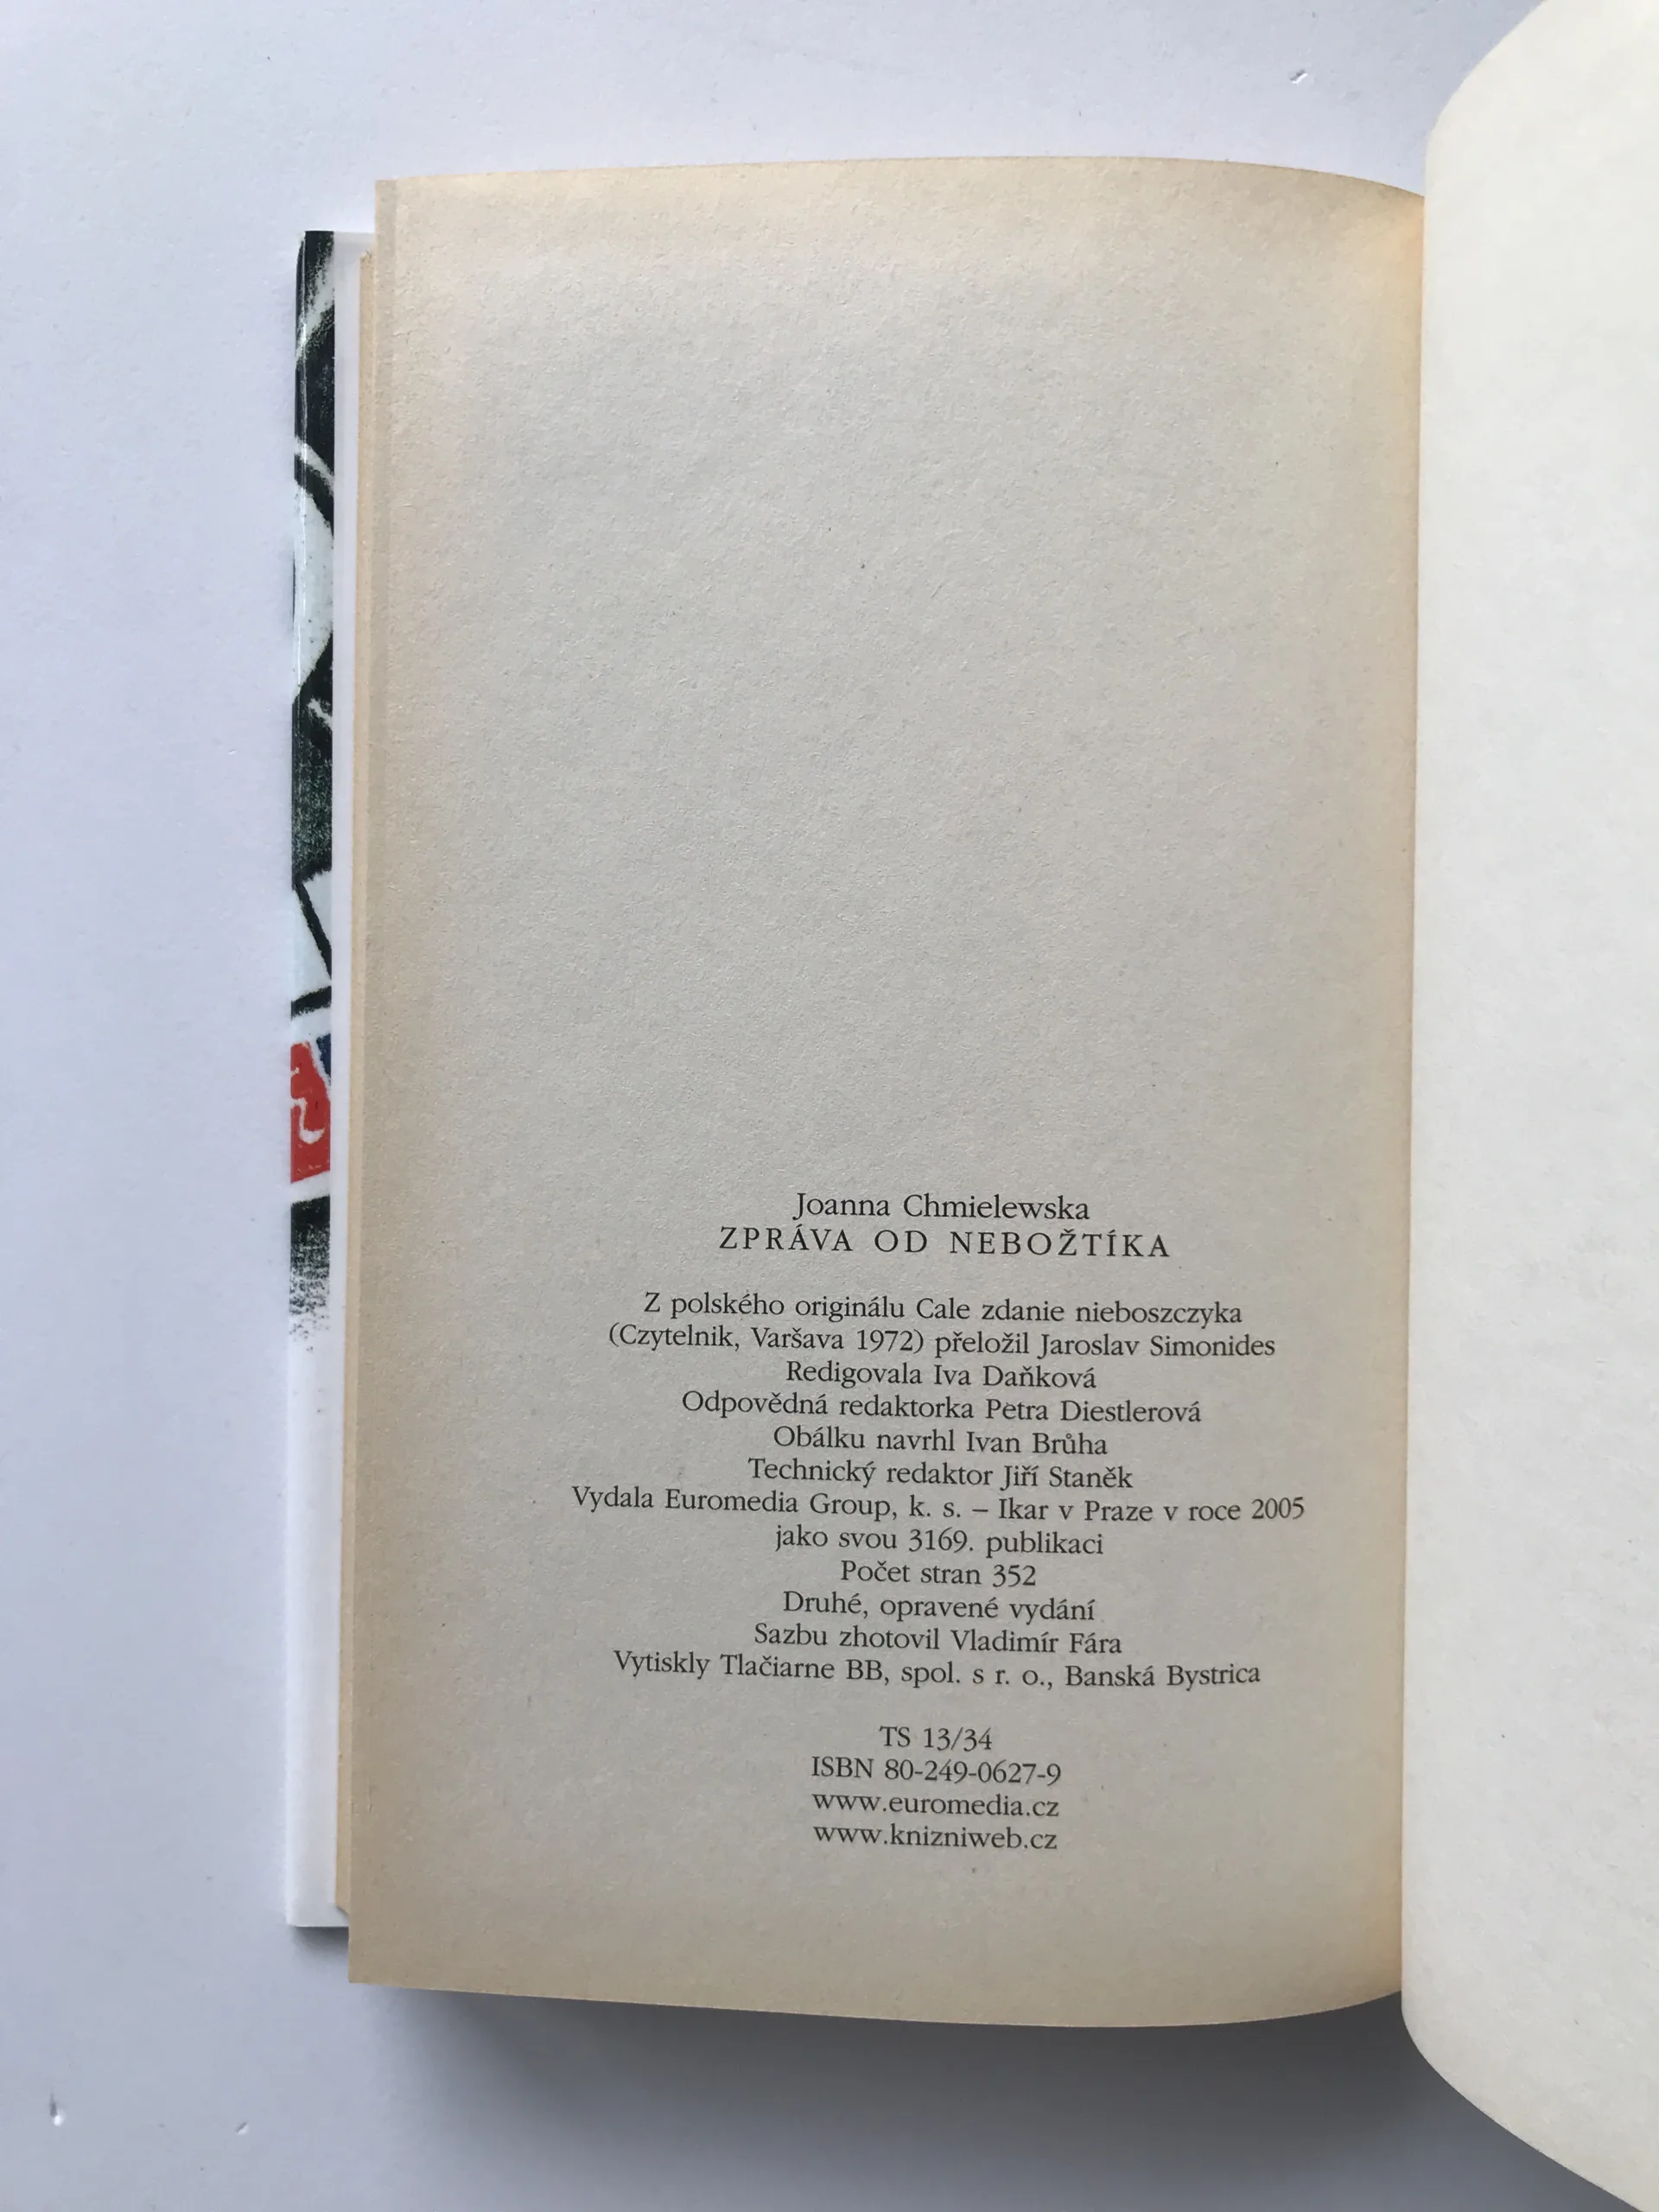 Joanna Chmielewska
ZPRÁVA OD NEBOŽTÍKA
Z polského originálu Cale zdanie nieboszczyka
(Czytelnik, Varšava 1972) přeložil Jaroslav Simonides
Redigovala Iva Daňková
Odpovědná redaktorka Petra Diestlerová
Obálku navrhl Ivan Brůha
Technický redaktor Jiří Staněk
Vydala Euromedia Group, k. s. – Ikar v Praze v roce 2005
jako svou 3169. publikaci
Počet stran 352
Druhé, opravené vydání
Sazbu zhotovil Vladimír Fára
Vytiskly Tlačiarne BB, spol. s r. o., Banská Bystrica
TS 13/34
ISBN 80-249-0627-9
www.euromedia.cz
www.knizniweb.cz